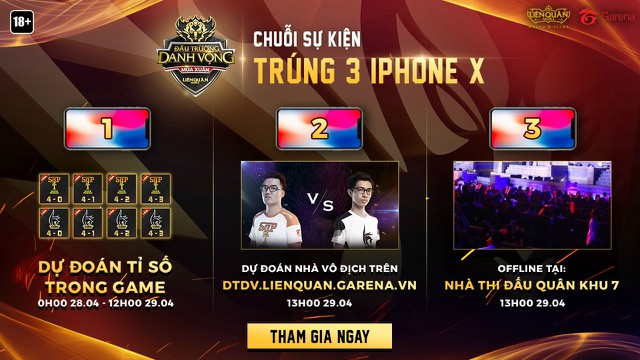 18+
ĐẤU TRƯỜNG
DANH VỌNG
MÙA XUÂN
LIÊN QUÂN
CHUỖI SỰ KIỆN
TRÚNG 3 IPHONE X
LIÊN QUÂN
Garena
1
2
3
4 - 0
4 - 1
4 - 2
4 - 3
4 - 0
4 - 1
4 - 2
4 - 3
DỰ ĐOÁN TỈ SỐ
TRONG GAME
0H00 28.04 - 12H00 29.04
VS
DỰ ĐOÁN NHÀ VÔ ĐỊCH TRÊN
DTDV.LIENQUAN.GARENA.VN
13H00 29.04
OFFLINE TẠI:
NHÀ THI ĐẤU QUÂN KHU 7
13H00 29.04
THAM GIA NGAY